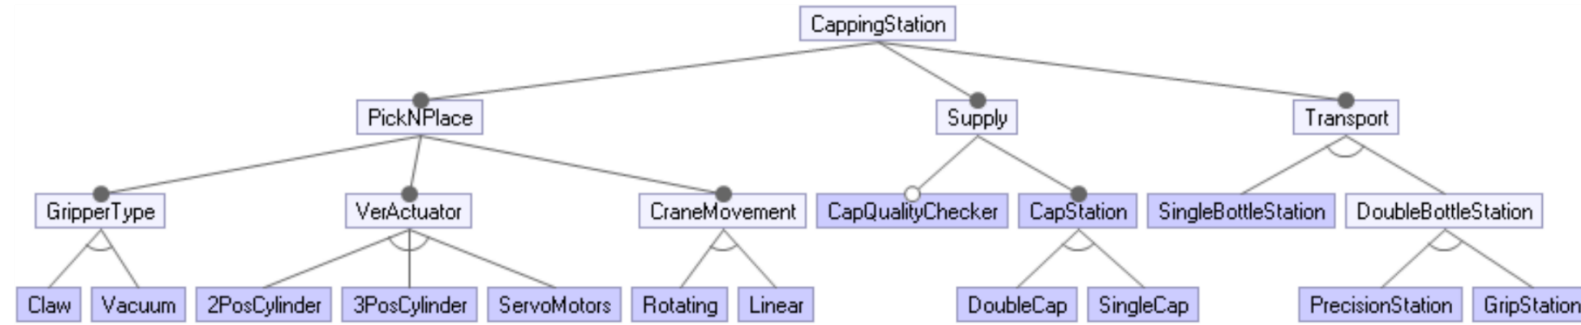 CappingStation
PickNPlace
Supply
Transport
GripperType
VerActuator
CraneMovement
CapQualityChecker
CapStation
SingleBottleStation
DoubleBottleStation
Claw
Vacuum
2PosCylinder
3PosCylinder
ServoMotors
Rotating
Linear
DoubleCap
SingleCap
PrecisionStation
GripStation